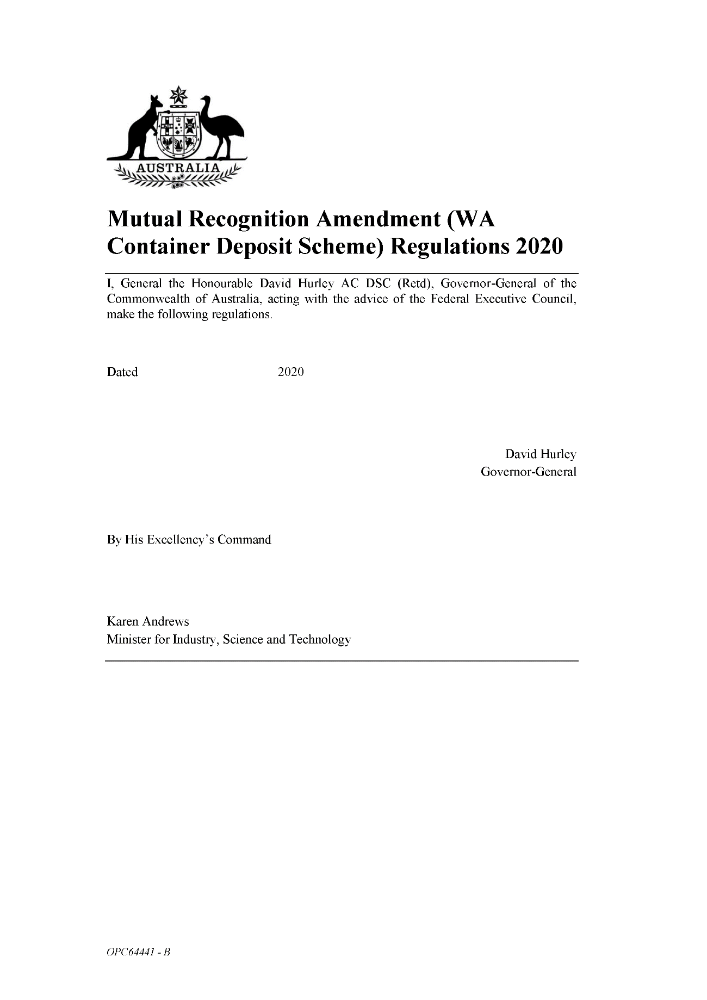 AUSTRALIA
Mutual Recognition Amendment (WA
Container Deposit Scheme) Regulations 2020
I, General the Honourable David Hurley AC DSC (Retd), Governor-General of the
Commonwealth of Australia, acting with the advice of the Federal Executive Council,
make the following regulations.
Dated 2020
David Hurley
Governor-General
By His Excellency’s Command
Karen Andrews
Minister for Industry, Science and Technology
OPC64441 - B